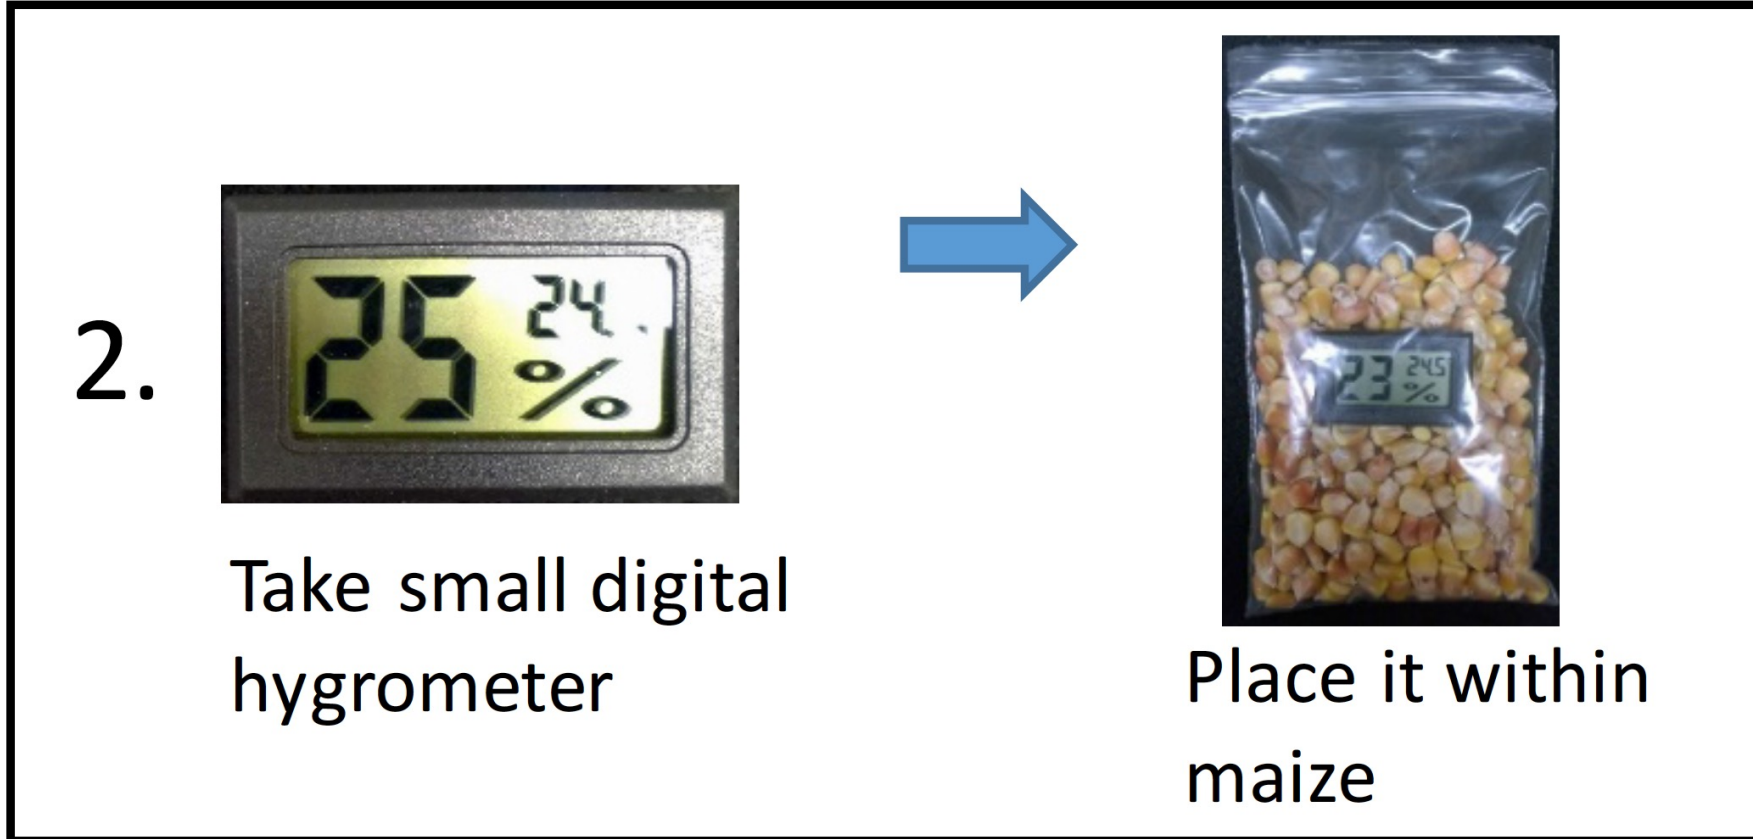 2.
25 24.
%
Take small digital
hygrometer
23 24.5
%
Place it within
maize